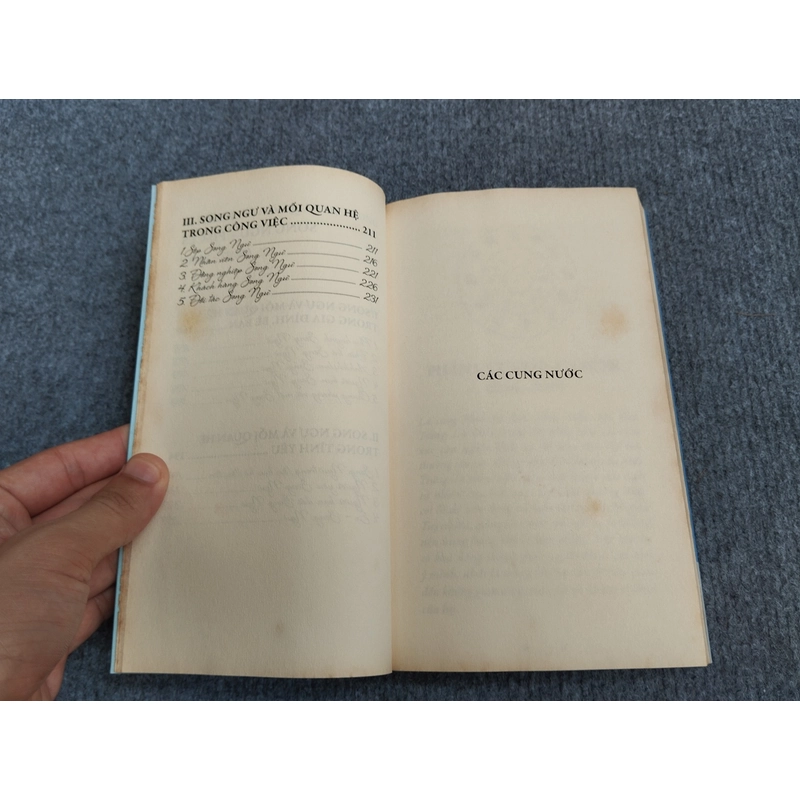 III. SONG NGƯ VÀ MỐI QUAN HỆ
TRONG CÔNG VIỆC ........................ 211
1. Sếp Song Ngư 211
2. Nhân viên Song Ngư 216
3. Đồng nghiệp Song Ngư 221
4. Khách hàng Song Ngư 226
5. Đối tác Song Ngư 231
CÁC CUNG NƯỚC